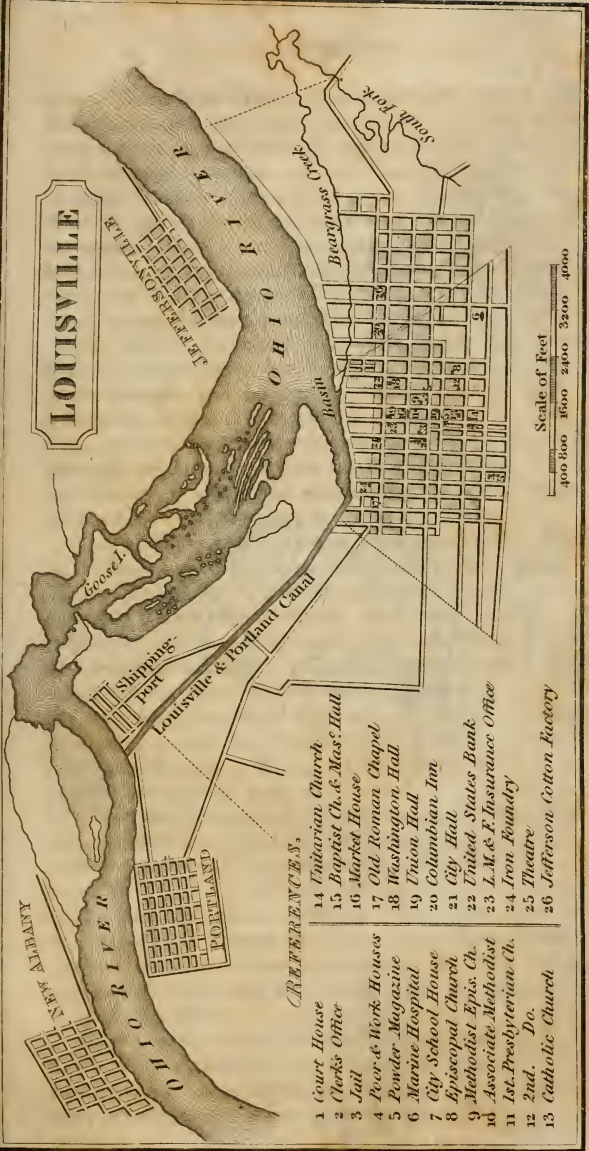 LOUISVILLE
JEFFERSONVILLE
OHIO RIVER
OHIO
South Fork
Beargrass Creek
Basin
Goose I.
Shipping-
port
Louisville & Portland Canal
NEW ALBANY
OHIO RIVER
PORTLAND
Scale of Feet
400 800 1600 2400 3200 4000
REFERENCES.
1 Court House
2 Clerk's Office
3 Jail
4 Poor & Work Houses
5 Powder Magazine
6 Marine Hospital
7 City School House
8 Episcopal Church
9 Methodist Epis. Ch.
10 Associate Methodist
11 1st. Presbyterian Ch.
12 2nd. Do.
13 Catholic Church
14 Unitarian Church
15 Baptist Ch. & Masc. Hall
16 Market House
17 Old Roman Chapel
18 Washington Hall
19 Union Hall
20 Columbian Inn
21 City Hall
22 United States Bank
23 L.M. & F. Insurance Office
24 Iron Foundry
25 Theatre
26 Jefferson Cotton Factory